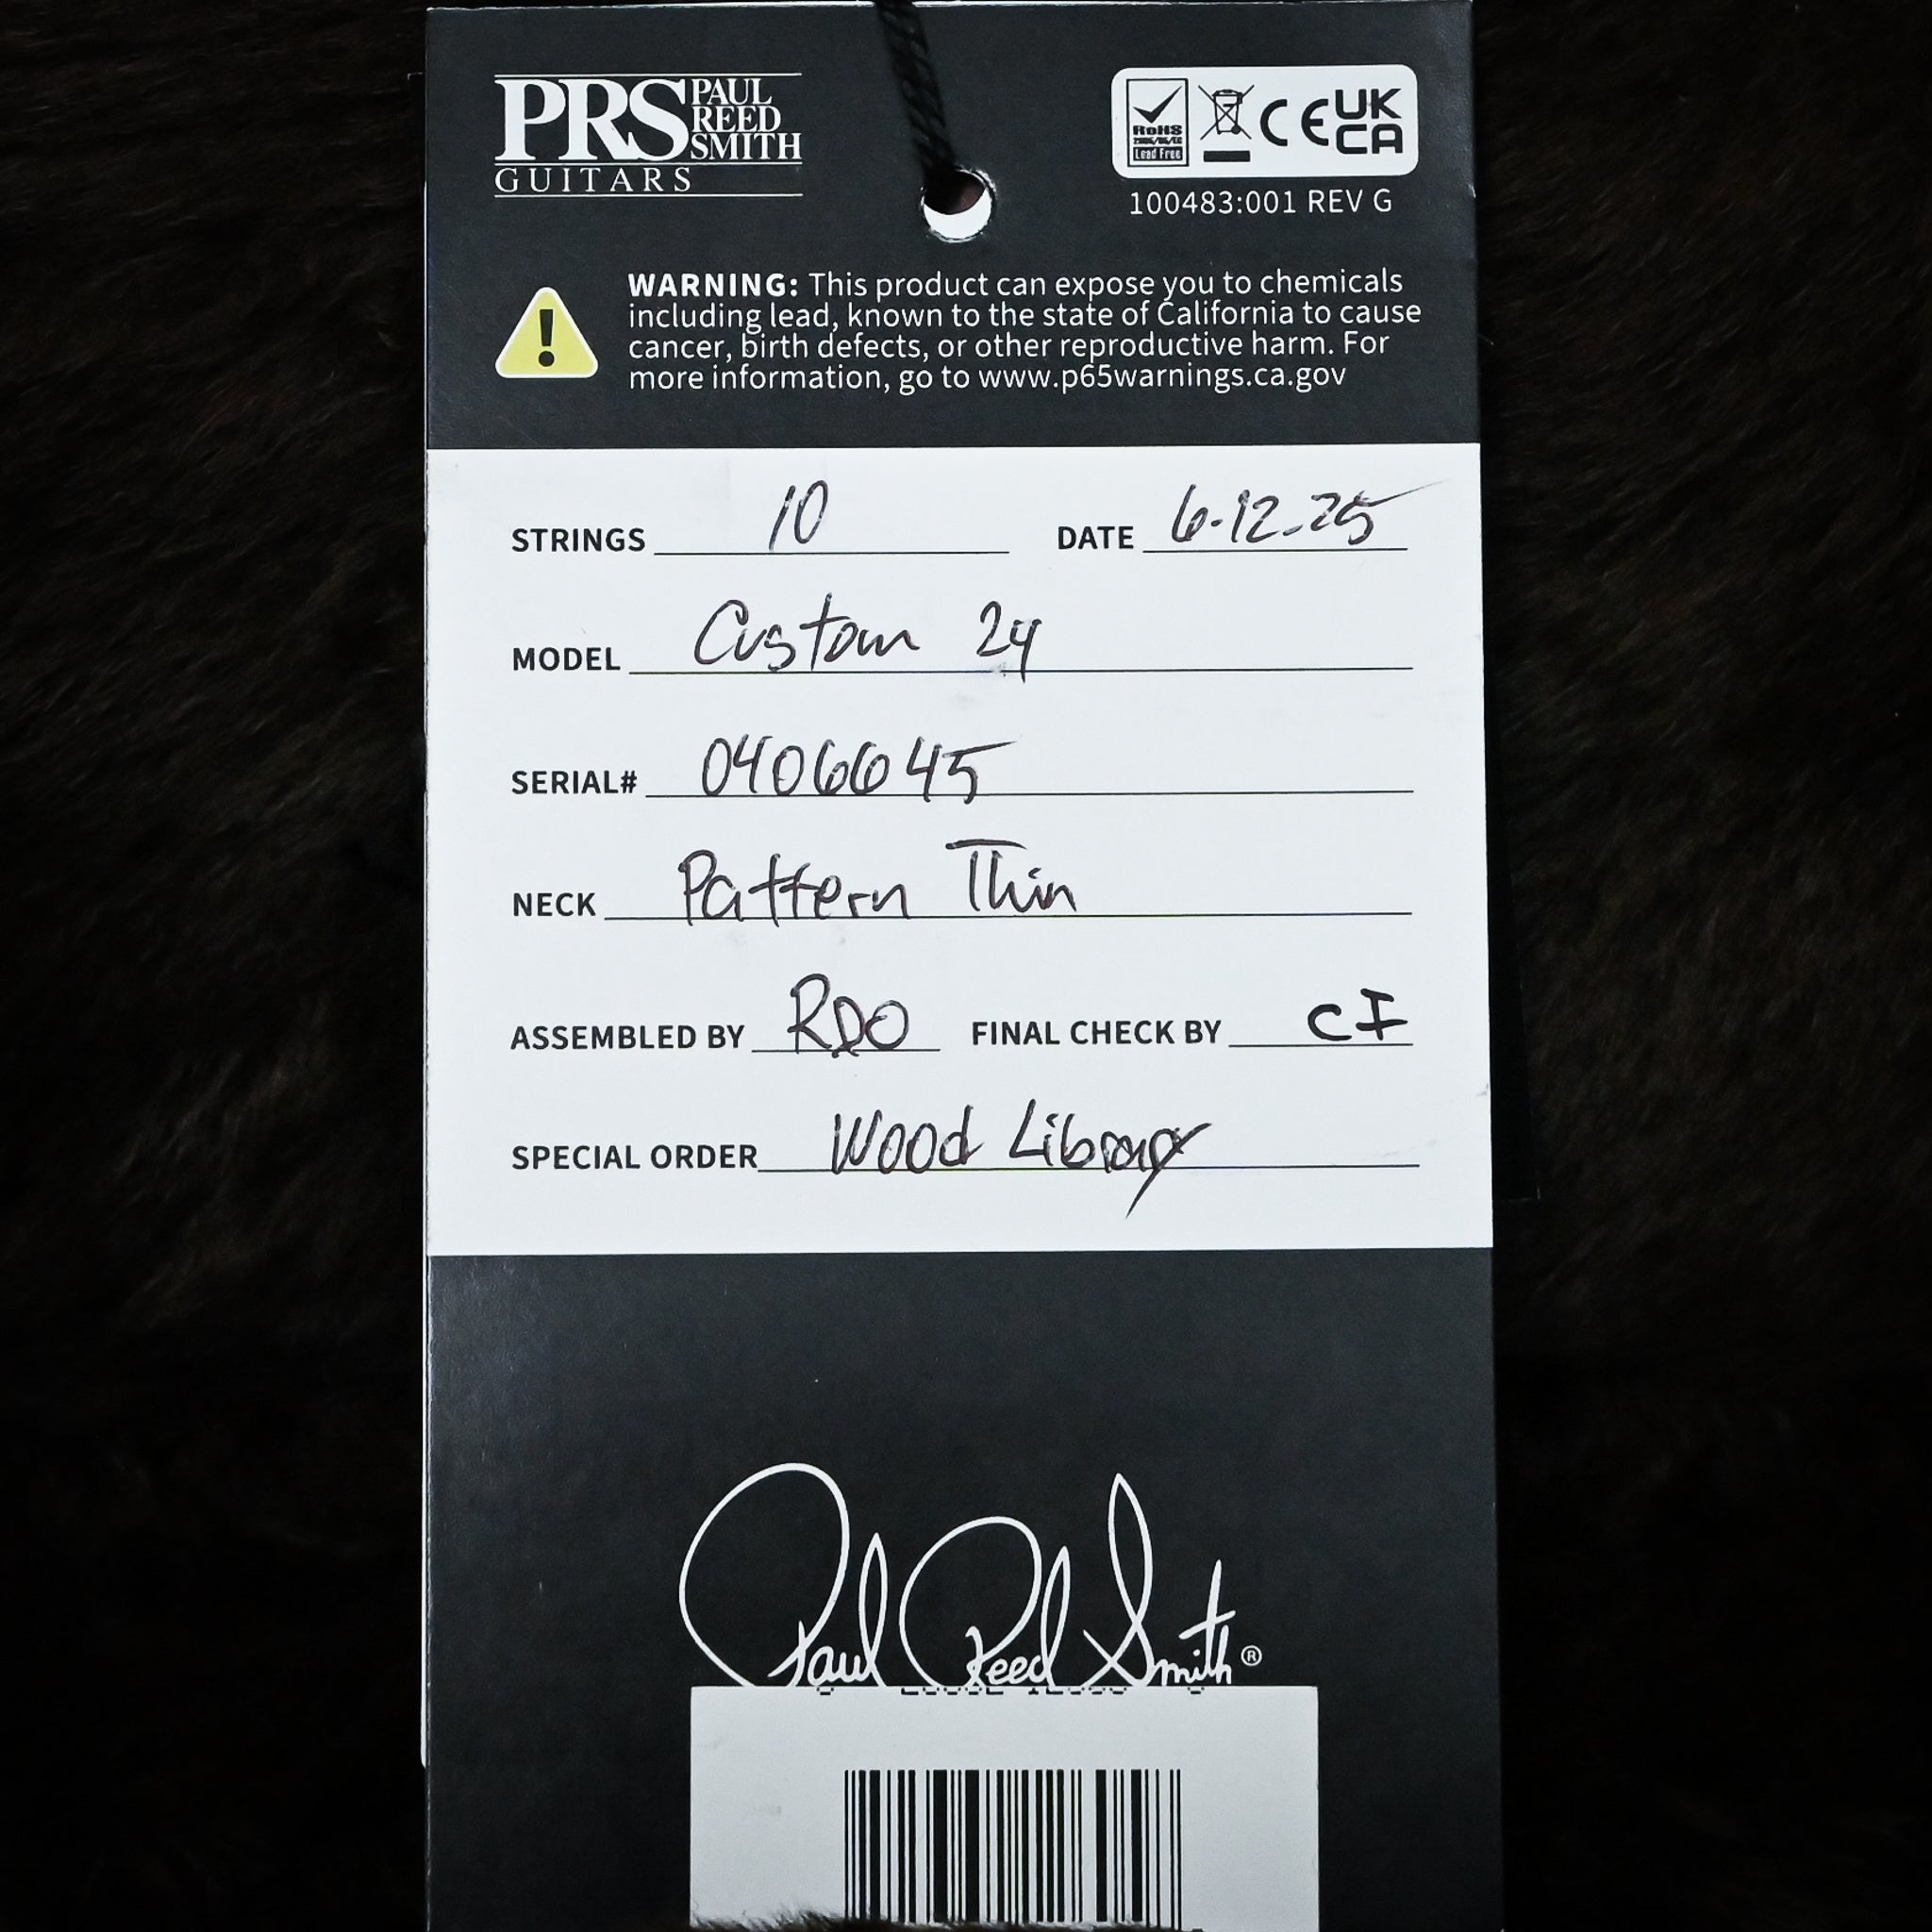 PRS PAUL REED SMITH
GUITARS
RoHS
Lead Free
CE UK CA
100483:001 REV G
WARNING: This product can expose you to chemicals
including lead, known to the state of California to cause
cancer, birth defects, or other reproductive harm. For
more information, go to www.p65warnings.ca.gov
STRINGS 10 DATE 6-12-25
MODEL Custom 24
SERIAL# 0406645
NECK Pattern Thin
ASSEMBLED BY RDO FINAL CHECK BY CI
SPECIAL ORDER Wood Library
Paul Reed Smith ®